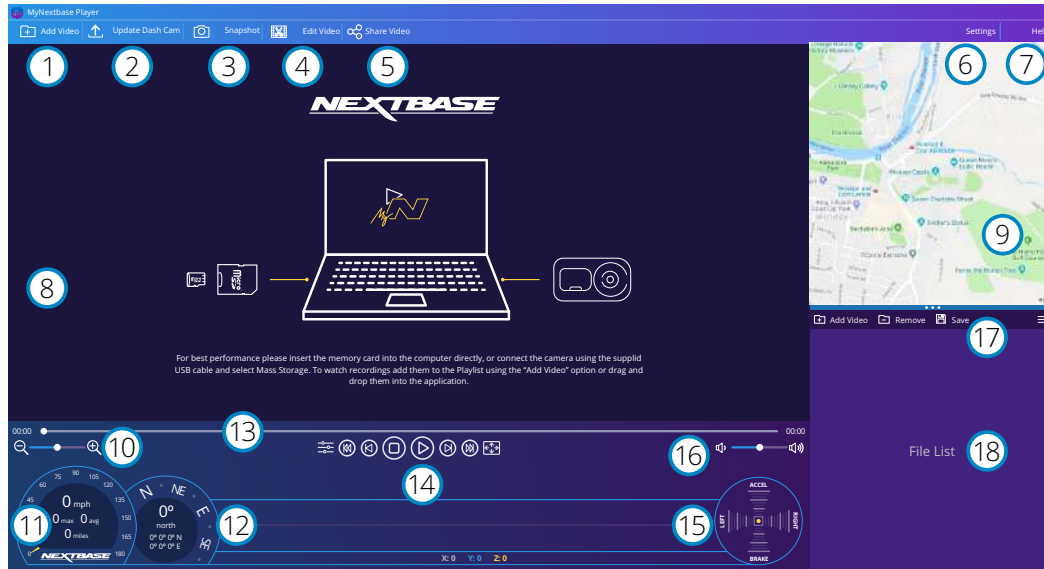 MyNextbase Player
Add Video
Update Dash Cam
Snapshot
Edit Video
Share Video
Settings
Hel
1
2
3
4
5
6
7
NEXTBASE
8
9
For best performance please insert the memory card into the computer directly, or connect the camera using the supplid
USB cable and select Mass Storage. To watch recordings add them to the Playlist using the “Add Video” option or drag and
drop them into the application.
Add Video
Remove
Save
17
File List
18
00:00
13
00:00
10
14
16
45
60
75
90
105
120
135
150
165
180
0
0 mph
0 max 0 avg
0 miles
NEXTBASE
11
N
NE
E
SE
0°
north
0° 0° 0° N
0° 0° 0° E
12
X: 0 Y: 0 Z: 0
ACCEL
LEFT
RIGHT
BRAKE
15